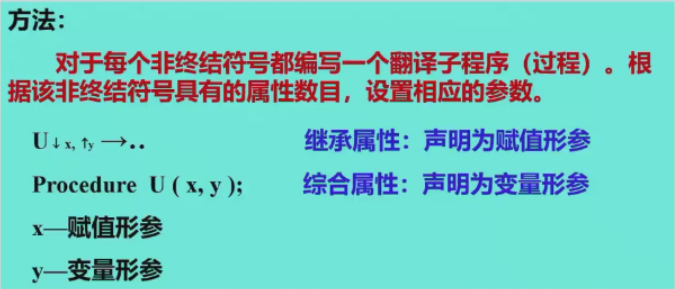 方法：
对于每个非终结符号都编写一个翻译子程序（过程）。根
据该非终结符号具有的属性数目，设置相应的参数。
U↓x, ↑y →.. 继承属性：声明为赋值形参
Procedure U ( x, y ); 综合属性：声明为变量形参
x—赋值形参
y—变量形参